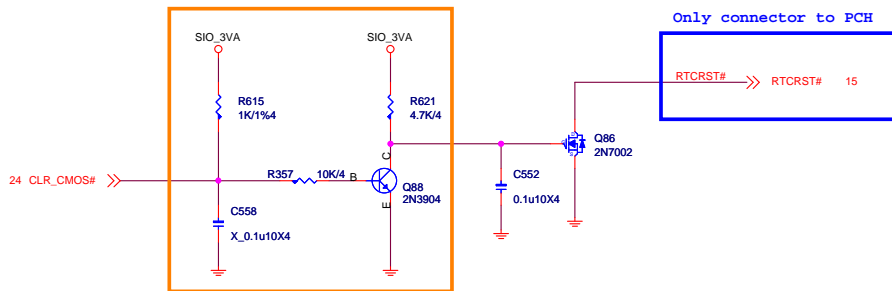 Only connector to PCH
SIO_3VA
SIO_3VA
RTCRST#
RTCRST# 15
R615
1K/1%4
R621
4.7K/4
Q86
2N7002
C
R357 10K/4 B
24 CLR_CMOS#
Q88
2N3904
E
C552
0.1u10X4
C558
X_0.1u10X4